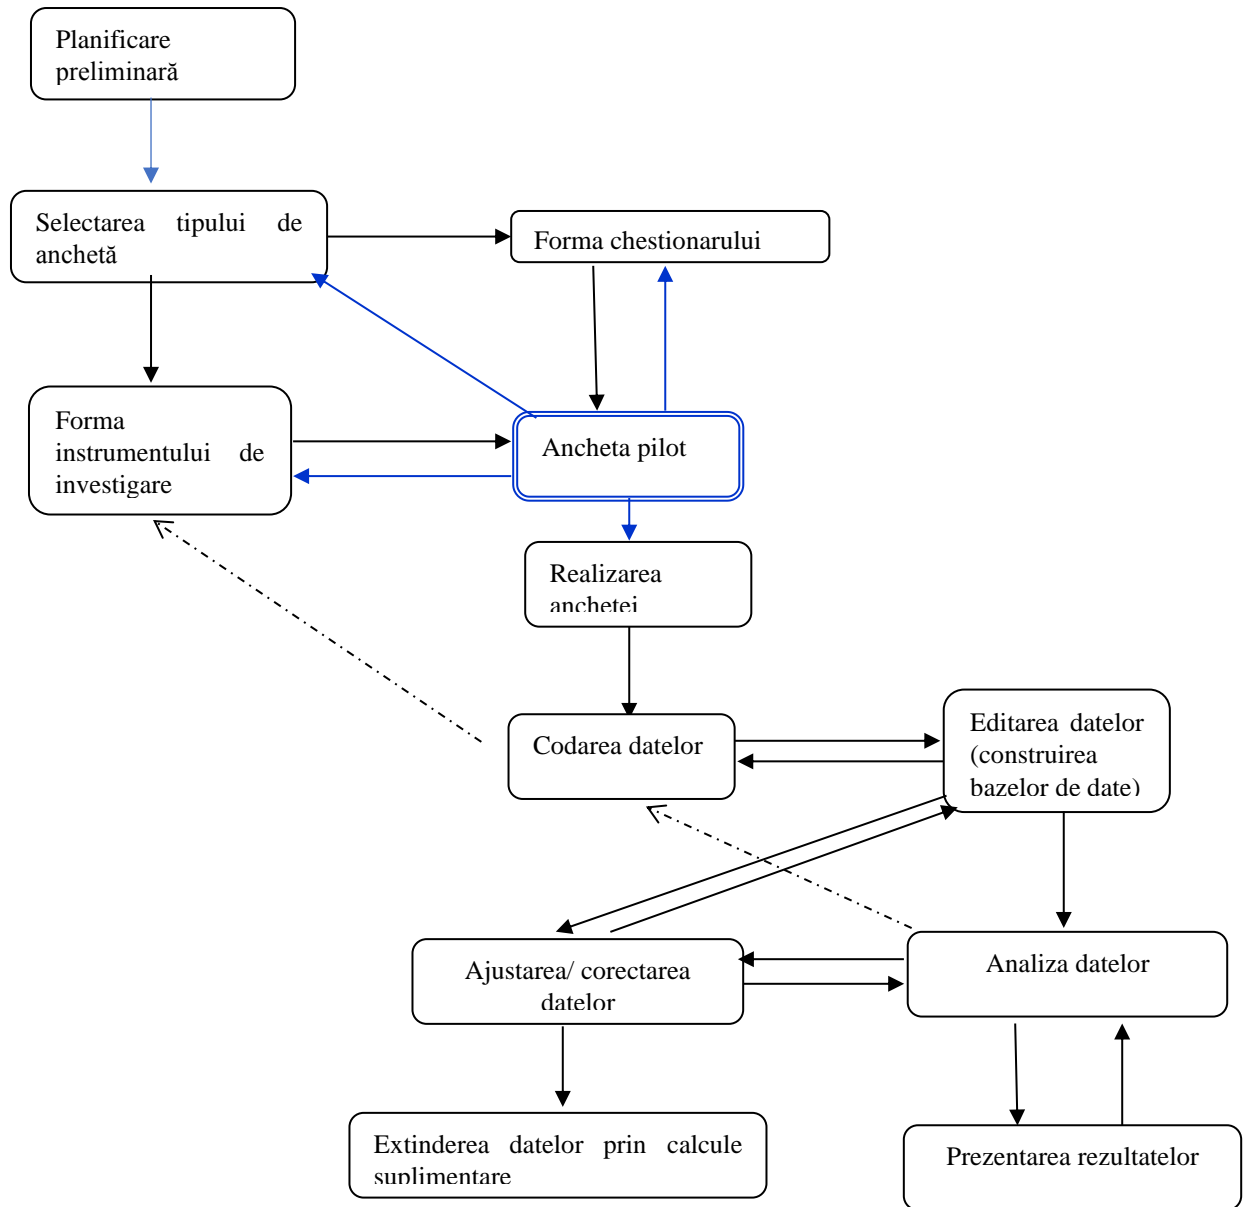 Planificare
preliminară
Selectarea tipului de
anchetă
Forma chestionarului
Forma
instrumentului de
investigare
Ancheta pilot
Realizarea
anchetei
Codarea datelor
Editarea datelor
(construirea
bazelor de date)
Ajustarea/ corectarea
datelor
Analiza datelor
Extinderea datelor prin calcule
suplimentare
Prezentarea rezultatelor